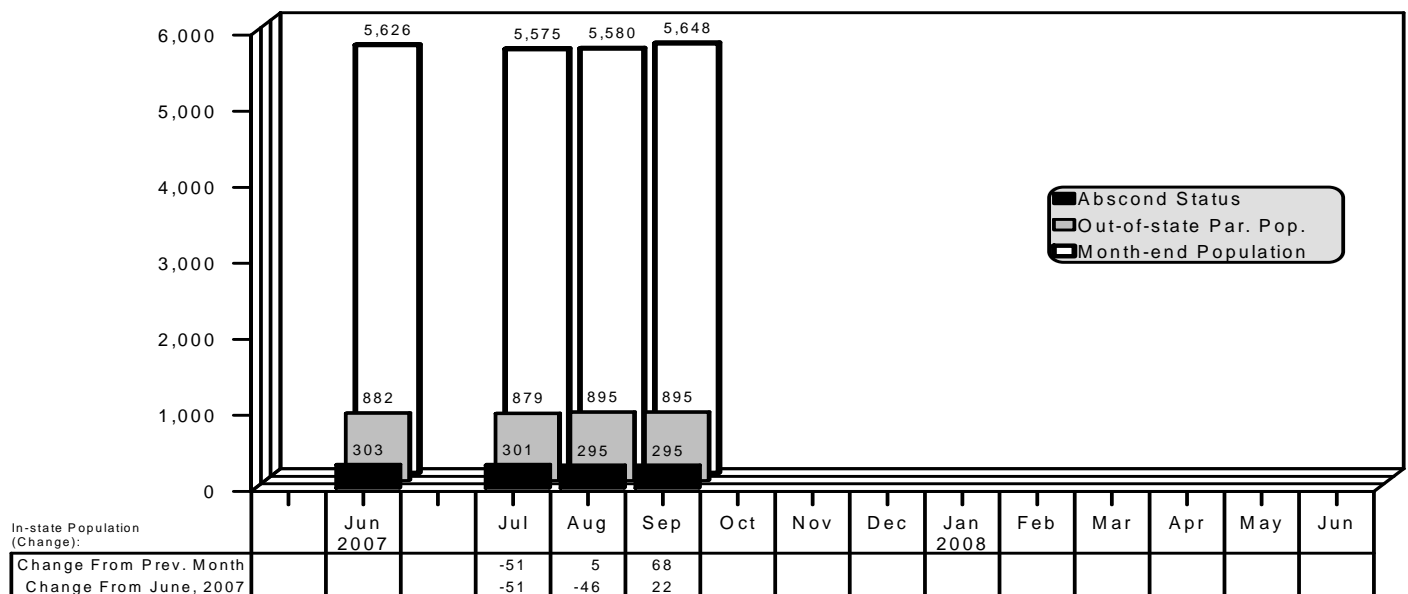 6,000
5,000
4,000
3,000
2,000
1,000
0
5,626
5,575
5,580
5,648
882
879
895
895
303
301
295
295
Abscond Status
Out-of-state Par. Pop.
Month-end Population
Jun Jul Aug Sep Oct Nov Dec Jan Feb Mar Apr May Jun
2007 2008
In-state Population
(Change):
Change From Prev. Month -51 5 68
Change From June, 2007 -51 -46 22